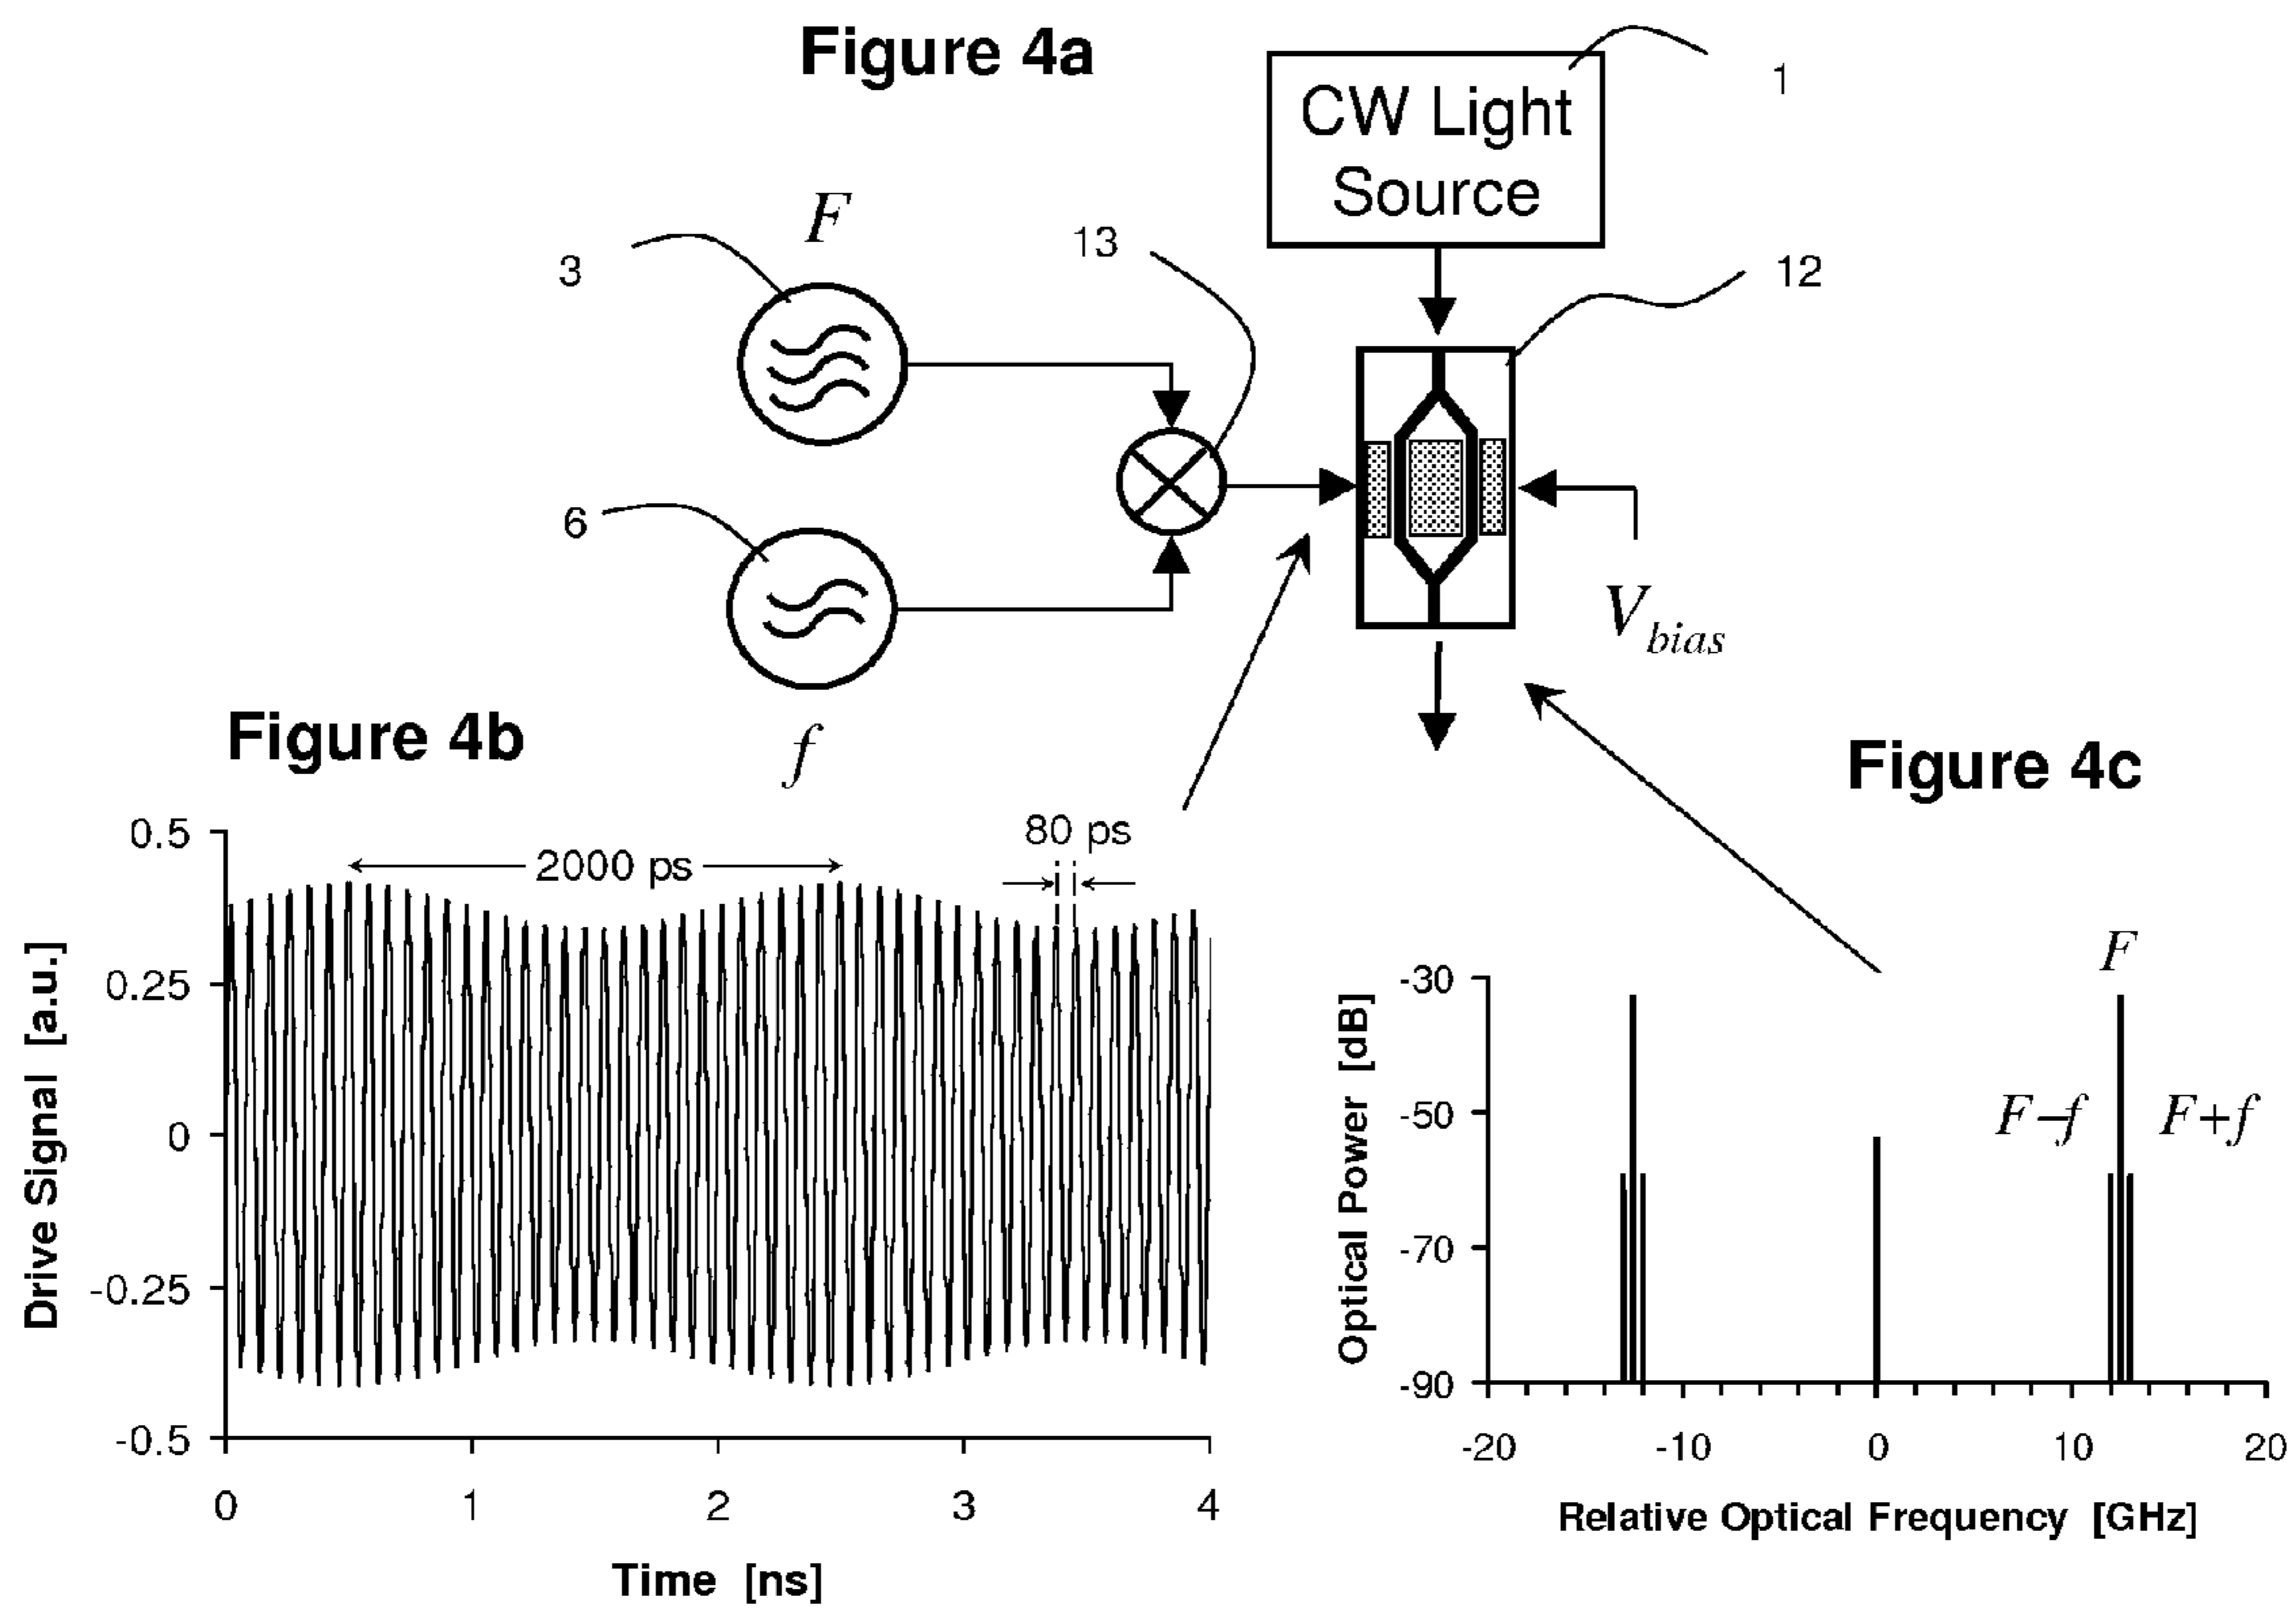 Figure 4a
CW Light
Source
1
F
3
13
12
6
f
V bias
Figure 4b
Figure 4c
0.5
0.25
0
-0.25
-0.5
Drive Signal [a.u.]
2000 ps
80 ps
0 1 2 3 4
Time [ns]
F
F−f
F+f
-30
-50
-70
-90
Optical Power [dB]
-20 -10 0 10 20
Relative Optical Frequency [GHz]